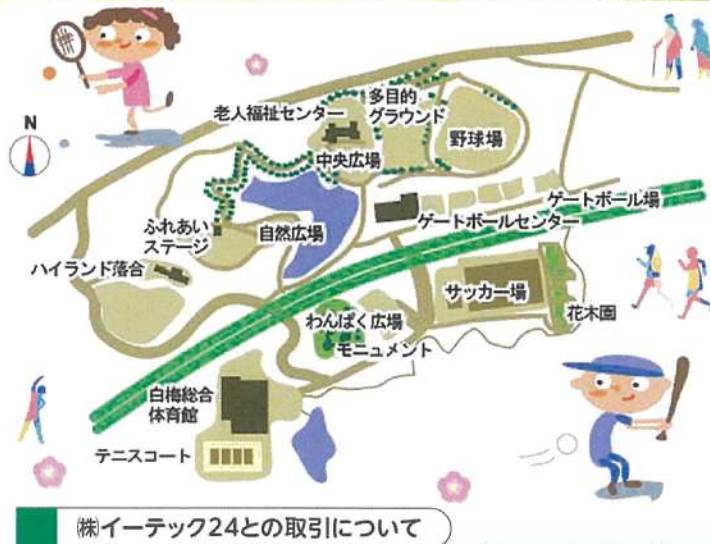 N
老人福祉センター
多目的
グラウンド
野球場
中央広場
ゲートボール場
ゲートボールセンター
ふれあい
ステージ
自然広場
ハイランド落合
サッカー場
花木園
わんぱく広場
モニュメント
白梅総合
体育館
テニスコート
㈱イーテック24との取引について